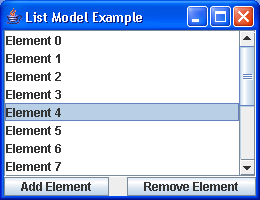 List Model Example
Element 0
Element 1
Element 2
Element 3
Element 4
Element 5
Element 6
Element 7
Add Element Remove Element